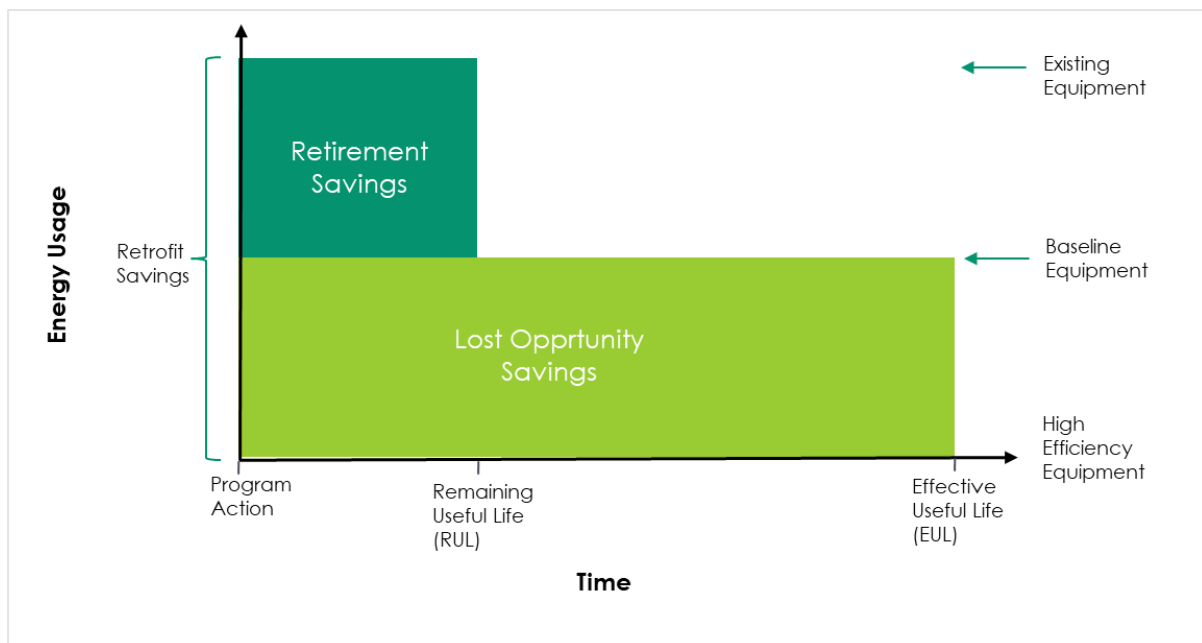 Existing
Equipment
Retirement
Savings
Energy Usage
Retrofit
Savings
Baseline
Equipment
Lost Opprtunity
Savings
High
Efficiency
Equipment
Program
Action
Remaining
Useful Life
(RUL)
Effective
Useful Life
(EUL)
Time